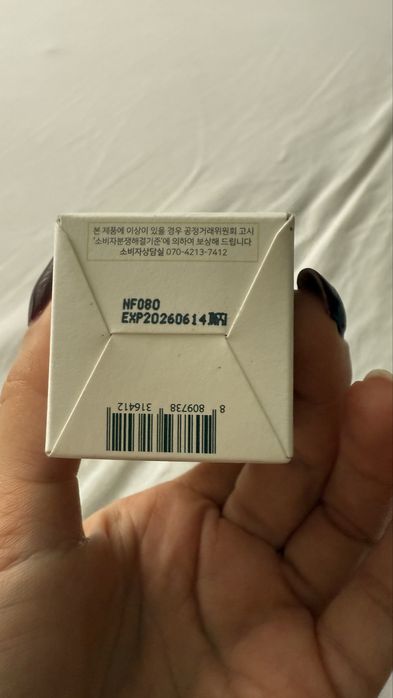 본 제품에 이상이 있을 경우 공정거래위원회 고시
'소비자분쟁해결기준'에 의하여 보상해 드립니다
소비자상담실 070-4213-7412
NF080
EXP20260614
8 809738 316412